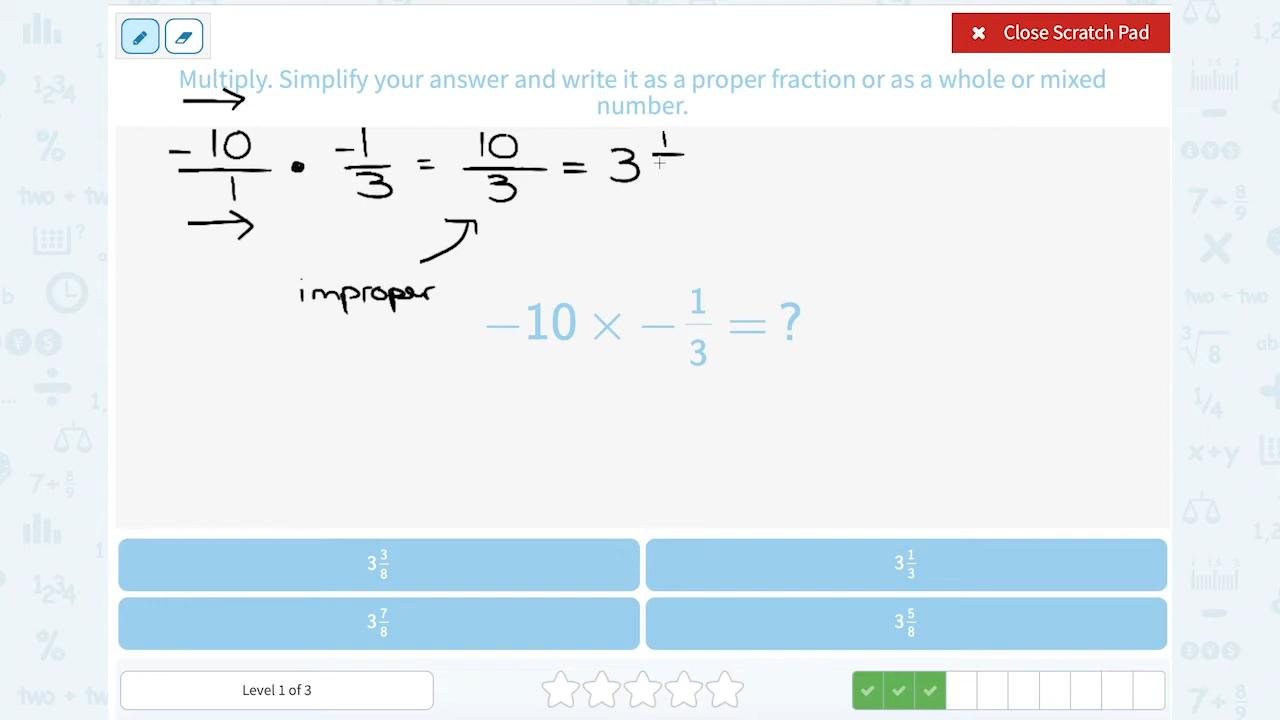 ✖ Close Scratch Pad
Multiply. Simplify your answer and write it as a proper fraction or as a whole or mixed
number.
-10/1 • -1/3 = 10/3 = 3 1/
improper
−10 × −1/3 = ?
3 3/8
3 1/3
3 7/8
3 5/8
Level 1 of 3